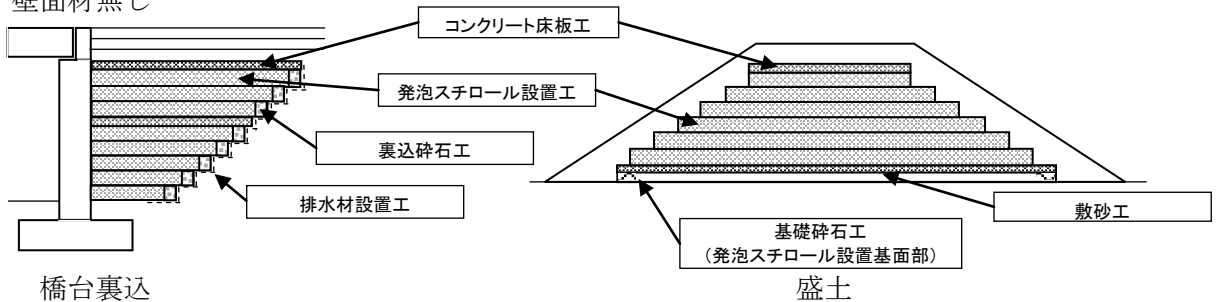 壁面材無し
コンクリート床板工
発泡スチロール設置工
裏込砕石工
排水材設置工
敷砂工
基礎砕石工
（発泡スチロール設置基面部）
橋台裏込
盛土